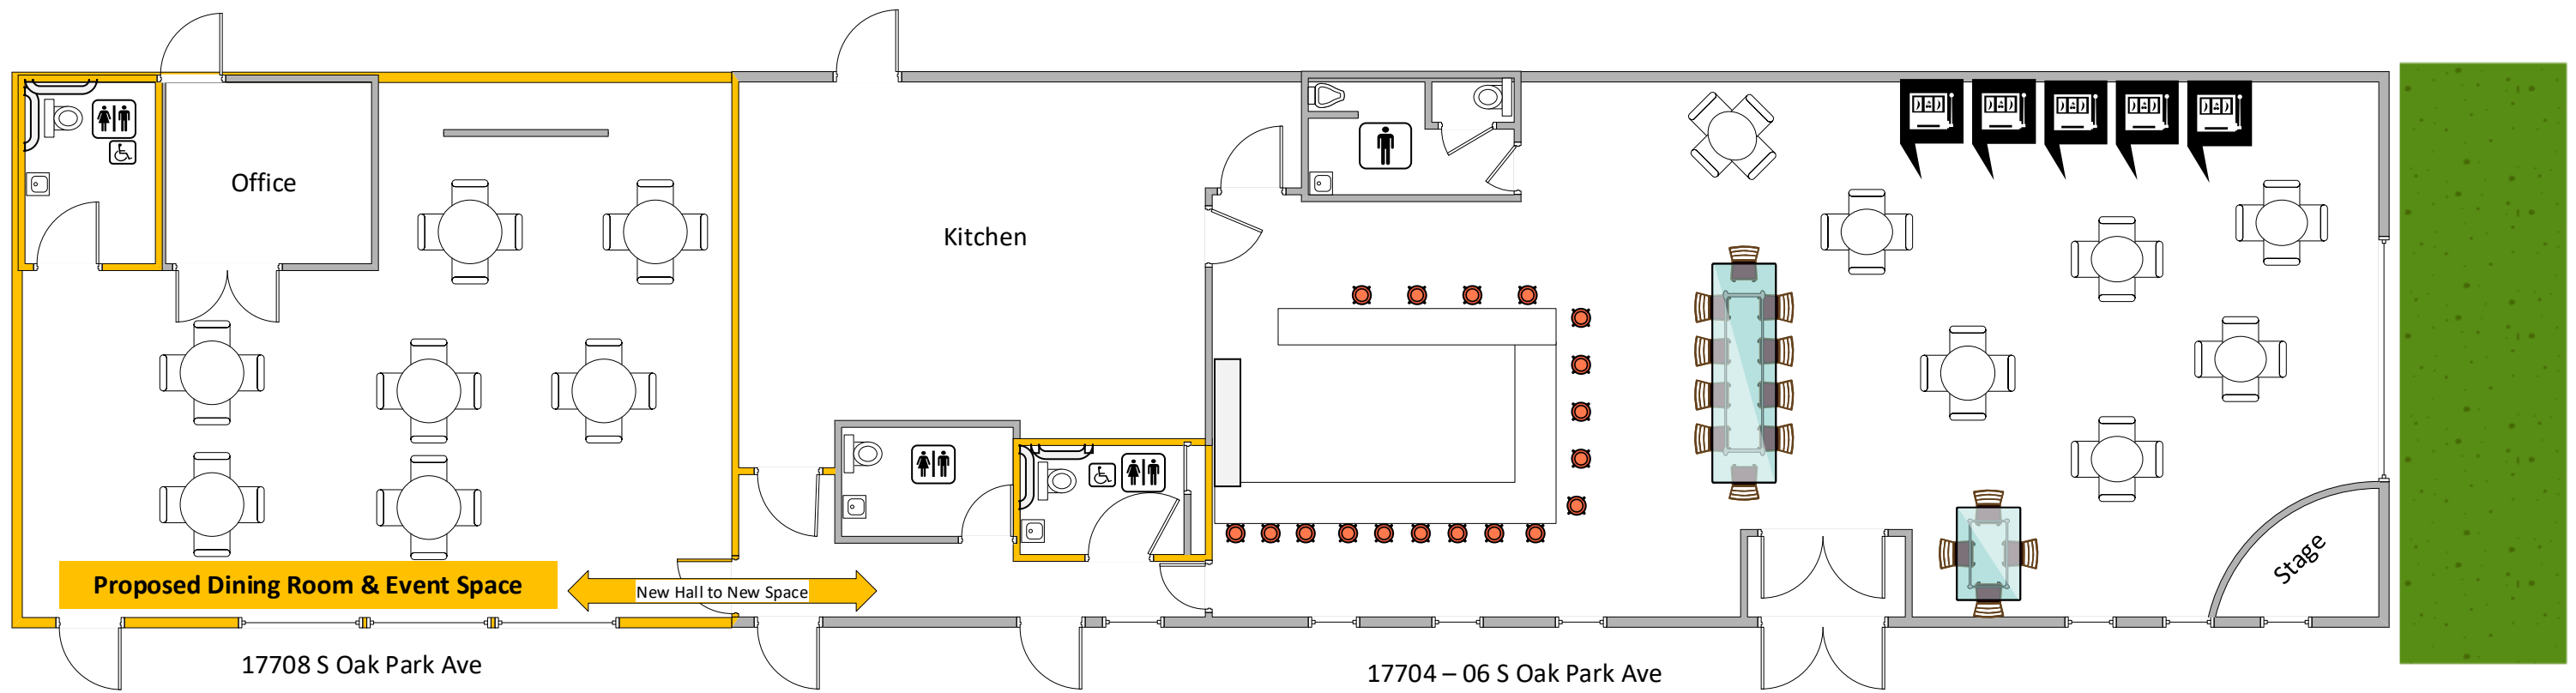 Office
Kitchen
Proposed Dining Room & Event Space
New Hall to New Space
Stage
17708 S Oak Park Ave
17704 – 06 S Oak Park Ave